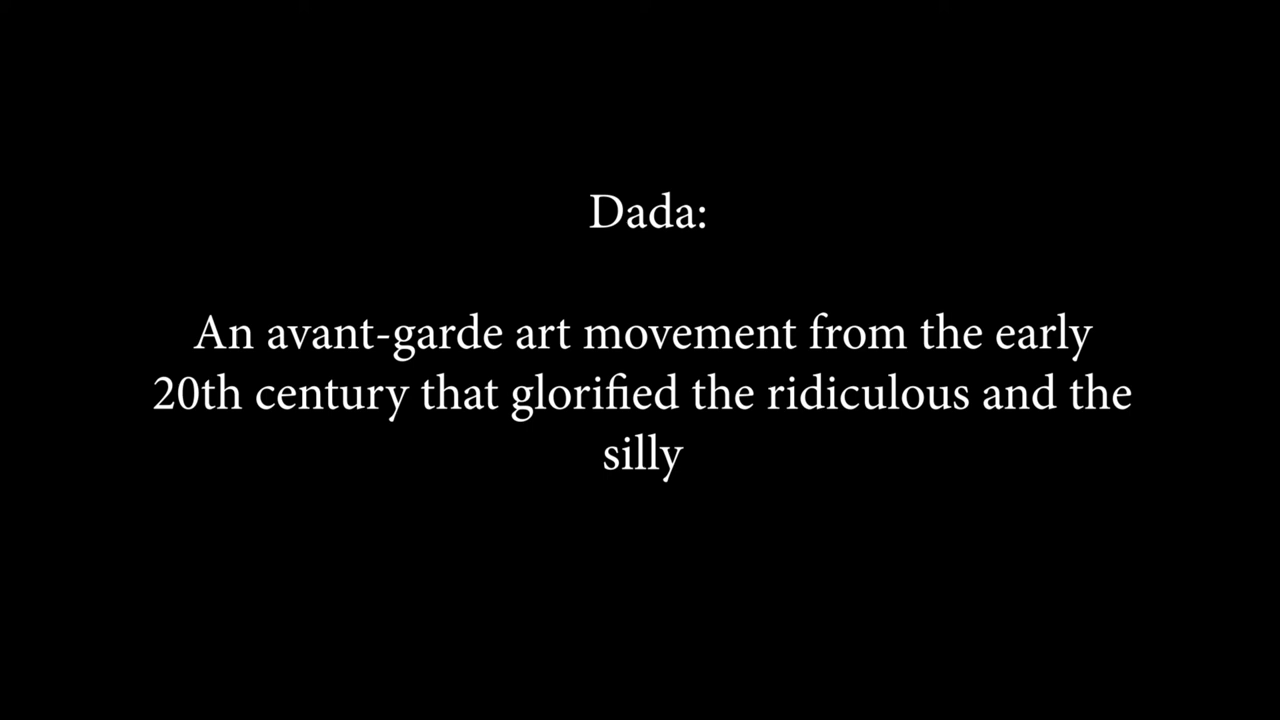 Dada:
An avant-garde art movement from the early
20th century that glorified the ridiculous and the
silly